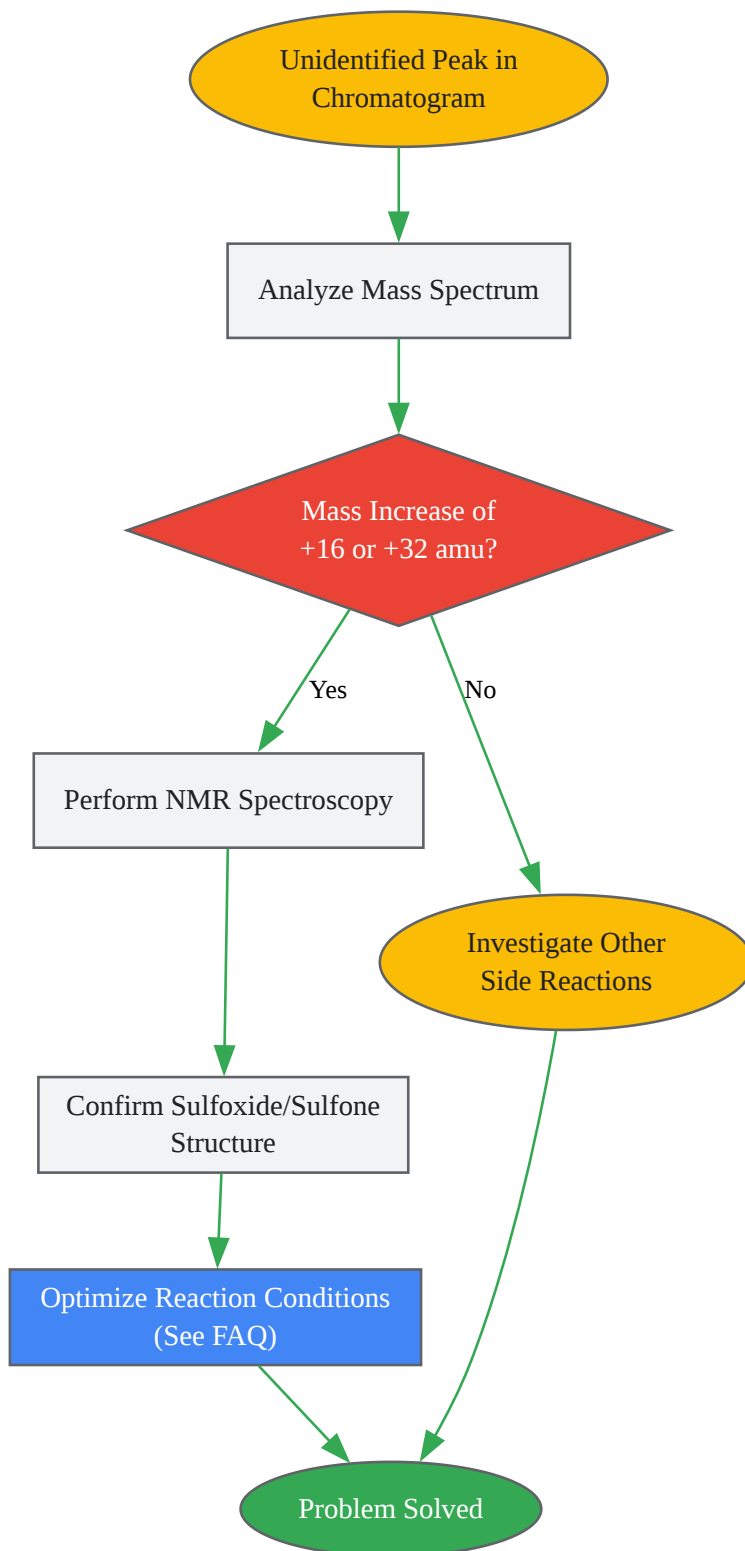 Unidentified Peak in
Chromatogram
Analyze Mass Spectrum
Mass Increase of
+16 or +32 amu?
Yes
No
Perform NMR Spectroscopy
Investigate Other
Side Reactions
Confirm Sulfoxide/Sulfone
Structure
Optimize Reaction Conditions
(See FAQ)
Problem Solved